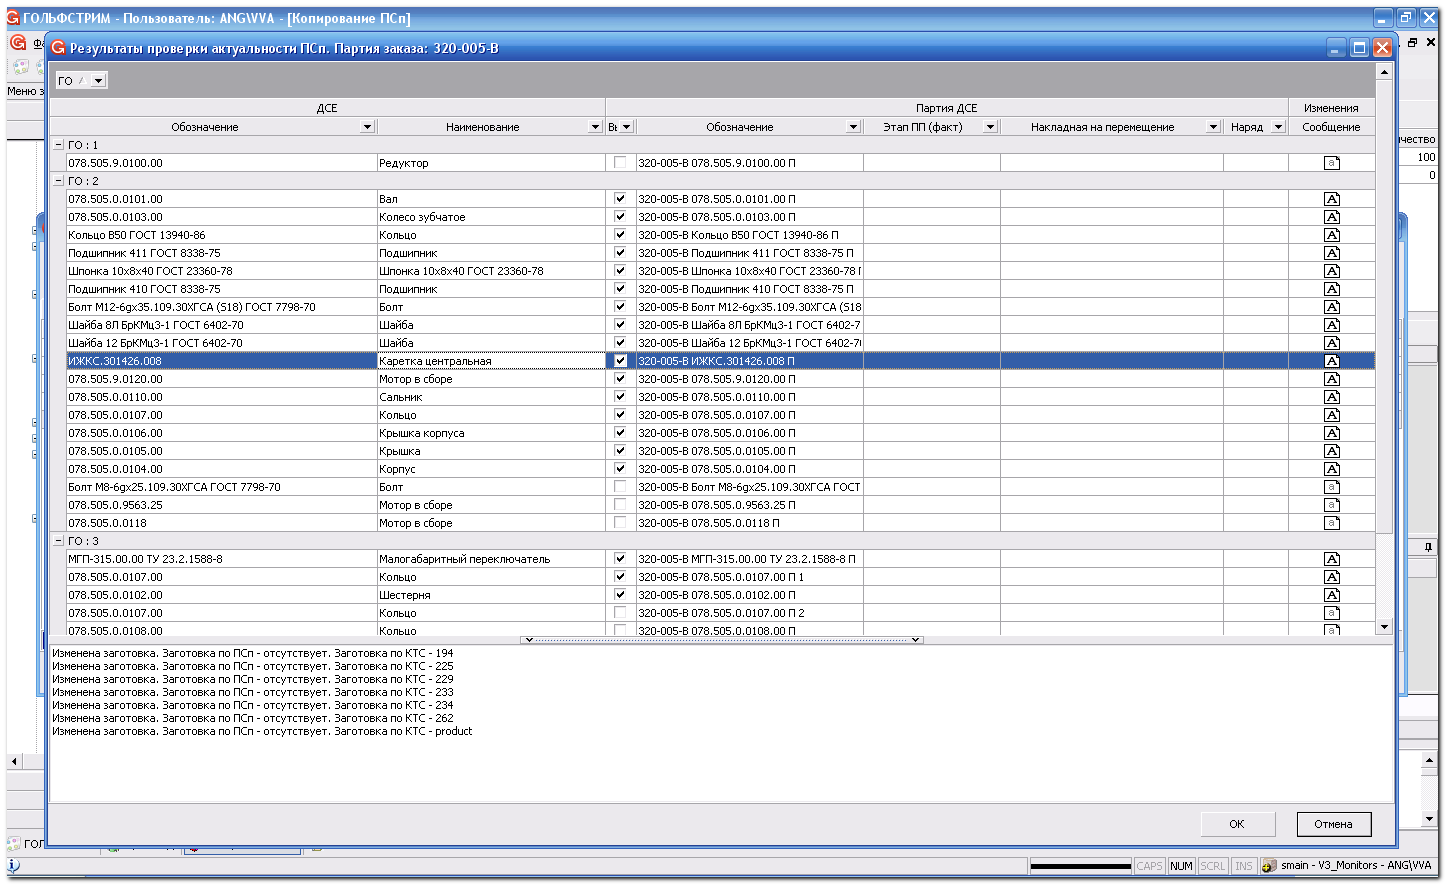 ГОЛЬФСТРИМ - Пользователь: ANG\VVA - [Копирование ПСп]
Результаты проверки актуальности ПСп. Партия заказа: 320-005-В
ГО
Меню з
ДСЕ Партия ДСЕ Изменения
Обозначение Наименование Вы Обозначение Этап ПП (факт) Накладная на перемещение Наряд Сообщение
чество
100
0
ГО : 1
078.505.9.0100.00 Редуктор 320-005-В 078.505.9.0100.00 П
ГО : 2
078.505.0.0101.00 Вал 320-005-В 078.505.0.0101.00 П
078.505.0.0103.00 Колесо зубчатое 320-005-В 078.505.0.0103.00 П
Кольцо В50 ГОСТ 13940-86 Кольцо 320-005-В Кольцо В50 ГОСТ 13940-86 П
Подшипник 411 ГОСТ 8338-75 Подшипник 320-005-В Подшипник 411 ГОСТ 8338-75 П
Шпонка 10х8х40 ГОСТ 23360-78 Шпонка 10х8х40 ГОСТ 23360-78 320-005-В Шпонка 10х8х40 ГОСТ 23360-78 П
Подшипник 410 ГОСТ 8338-75 Подшипник 320-005-В Подшипник 410 ГОСТ 8338-75 П
Болт М12-6gх35.109.30ХГСА (S18) ГОСТ 7798-70 Болт 320-005-В Болт М12-6gх35.109.30ХГСА (S18
Шайба 8Л БрКМц3-1 ГОСТ 6402-70 Шайба 320-005-В Шайба 8Л БрКМц3-1 ГОСТ 6402-7
Шайба 12 БрКМц3-1 ГОСТ 6402-70 Шайба 320-005-В Шайба 12 БрКМц3-1 ГОСТ 6402-7
ИЖКС.301426.008 Каретка центральная 320-005-В ИЖКС.301426.008 П
078.505.9.0120.00 Мотор в сборе 320-005-В 078.505.9.0120.00 П
078.505.0.0110.00 Сальник 320-005-В 078.505.0.0110.00 П
078.505.0.0107.00 Кольцо 320-005-В 078.505.0.0107.00 П
078.505.0.0106.00 Крышка корпуса 320-005-В 078.505.0.0106.00 П
078.505.0.0105.00 Крышка 320-005-В 078.505.0.0105.00 П
078.505.0.0104.00 Корпус 320-005-В 078.505.0.0104.00 П
Болт М8-6gх25.109.30ХГСА ГОСТ 7798-70 Болт 320-005-В Болт М8-6gх25.109.30ХГСА ГОСТ
078.505.0.9563.25 Мотор в сборе 320-005-В 078.505.0.9563.25 П
078.505.0.0118 Мотор в сборе 320-005-В 078.505.0.0118 П
ГО : 3
МГП-315.00.00 ТУ 23.2.1588-8 Малогабаритный переключатель 320-005-В МГП-315.00.00 ТУ 23.2.1588-8 П
078.505.0.0107.00 Кольцо 320-005-В 078.505.0.0107.00 П 1
078.505.0.0102.00 Шестерня 320-005-В 078.505.0.0102.00 П
078.505.0.0107.00 Кольцо 320-005-В 078.505.0.0107.00 П 2
078.505.0.0108.00 Кольцо 320-005-В 078.505.0.0108.00 П
Изменена заготовка. Заготовка по ПСп - отсутствует. Заготовка по КТС - 194
Изменена заготовка. Заготовка по ПСп - отсутствует. Заготовка по КТС - 225
Изменена заготовка. Заготовка по ПСп - отсутствует. Заготовка по КТС - 229
Изменена заготовка. Заготовка по ПСп - отсутствует. Заготовка по КТС - 233
Изменена заготовка. Заготовка по ПСп - отсутствует. Заготовка по КТС - 234
Изменена заготовка. Заготовка по ПСп - отсутствует. Заготовка по КТС - 262
Изменена заготовка. Заготовка по ПСп - отсутствует. Заготовка по КТС - product
OK Отмена
ГОЛ
CAPS NUM SCRL INS smain - V3_Monitors - ANG\VVA